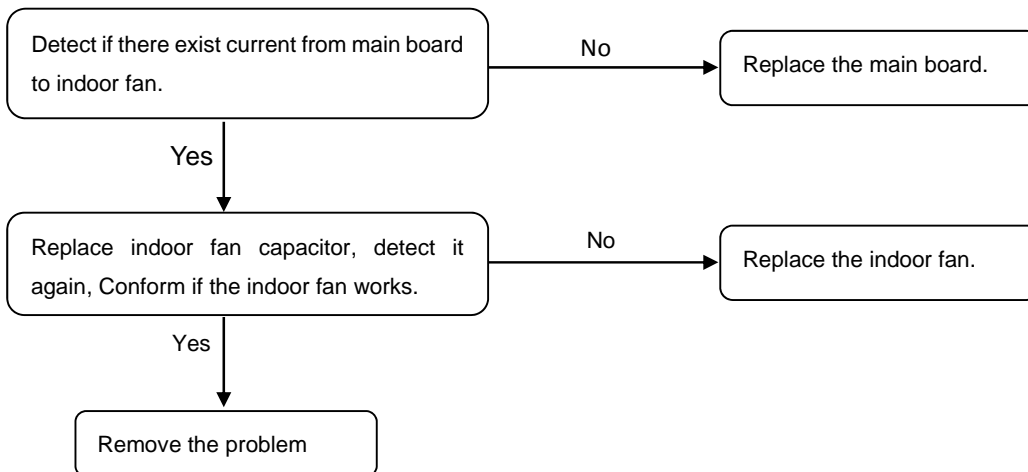 Detect if there exist current from main board
to indoor fan.
No
Replace the main board.
Yes
Replace indoor fan capacitor, detect it
again, Conform if the indoor fan works.
No
Replace the indoor fan.
Yes
Remove the problem